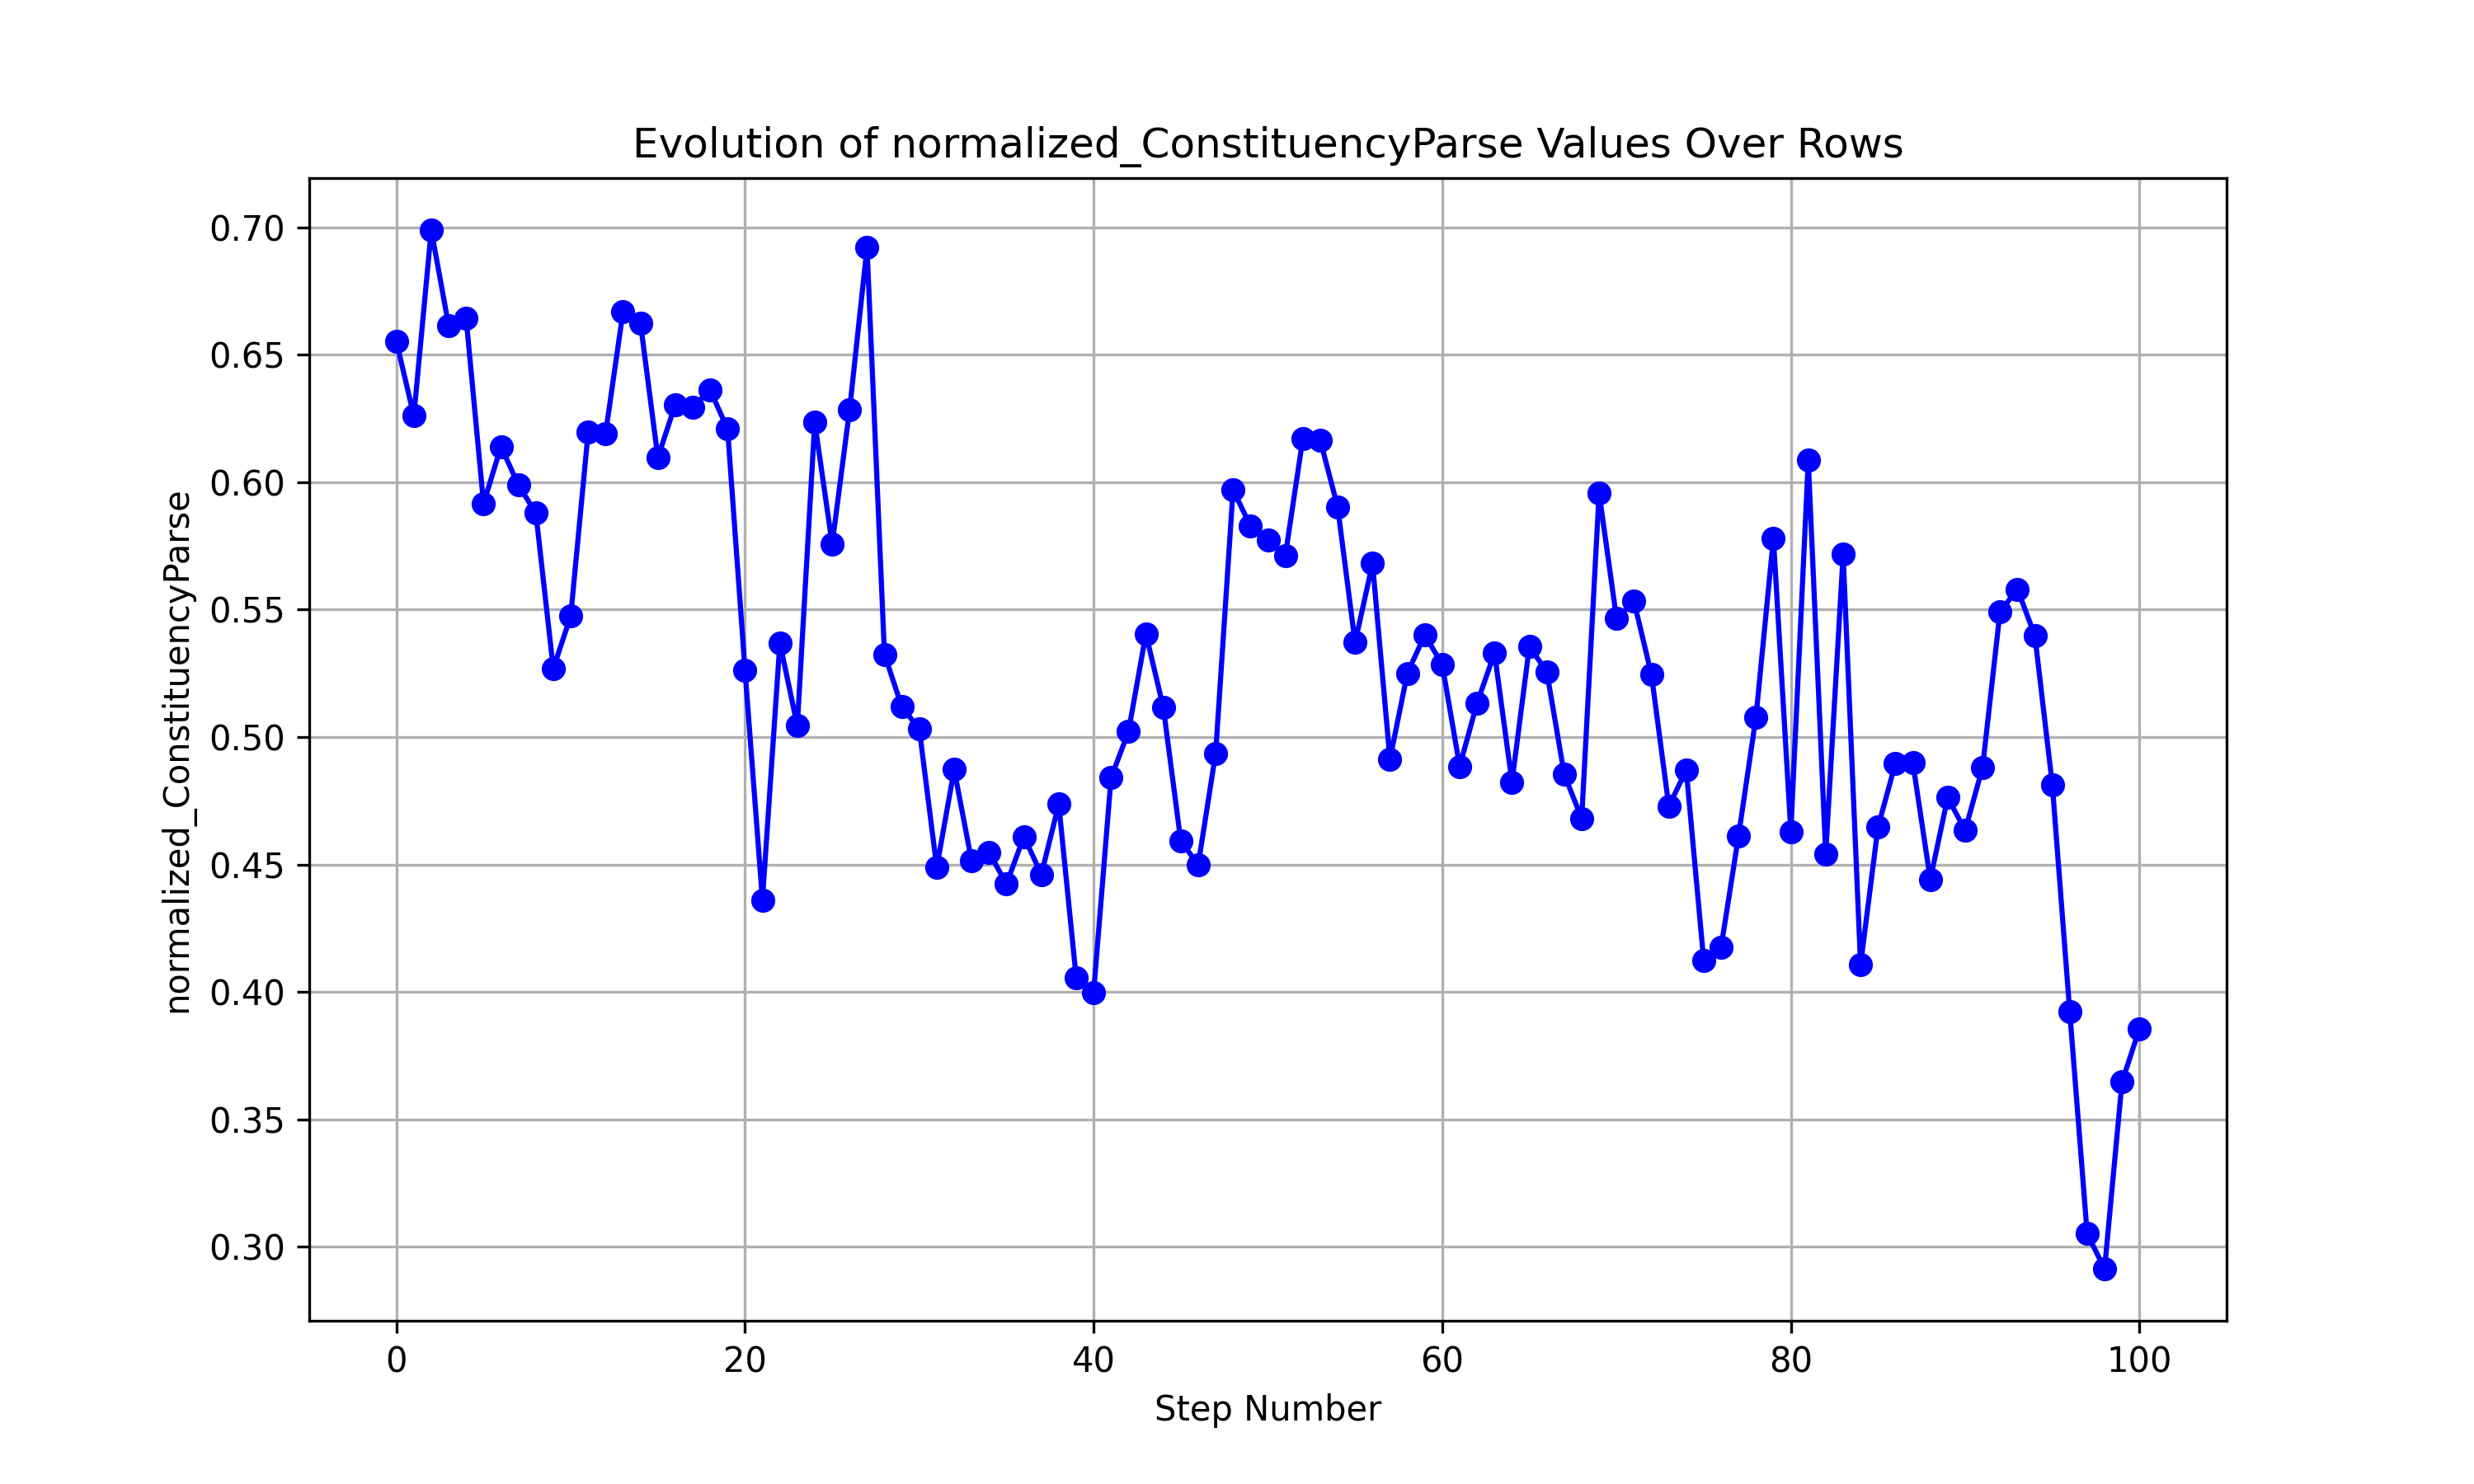 Evolution of normalized_ConstituencyParse Values Over Rows
normalized_ConstituencyParse
0.70
0.65
0.60
0.55
0.50
0.45
0.40
0.35
0.30
0 20 40 60 80 100
Step Number